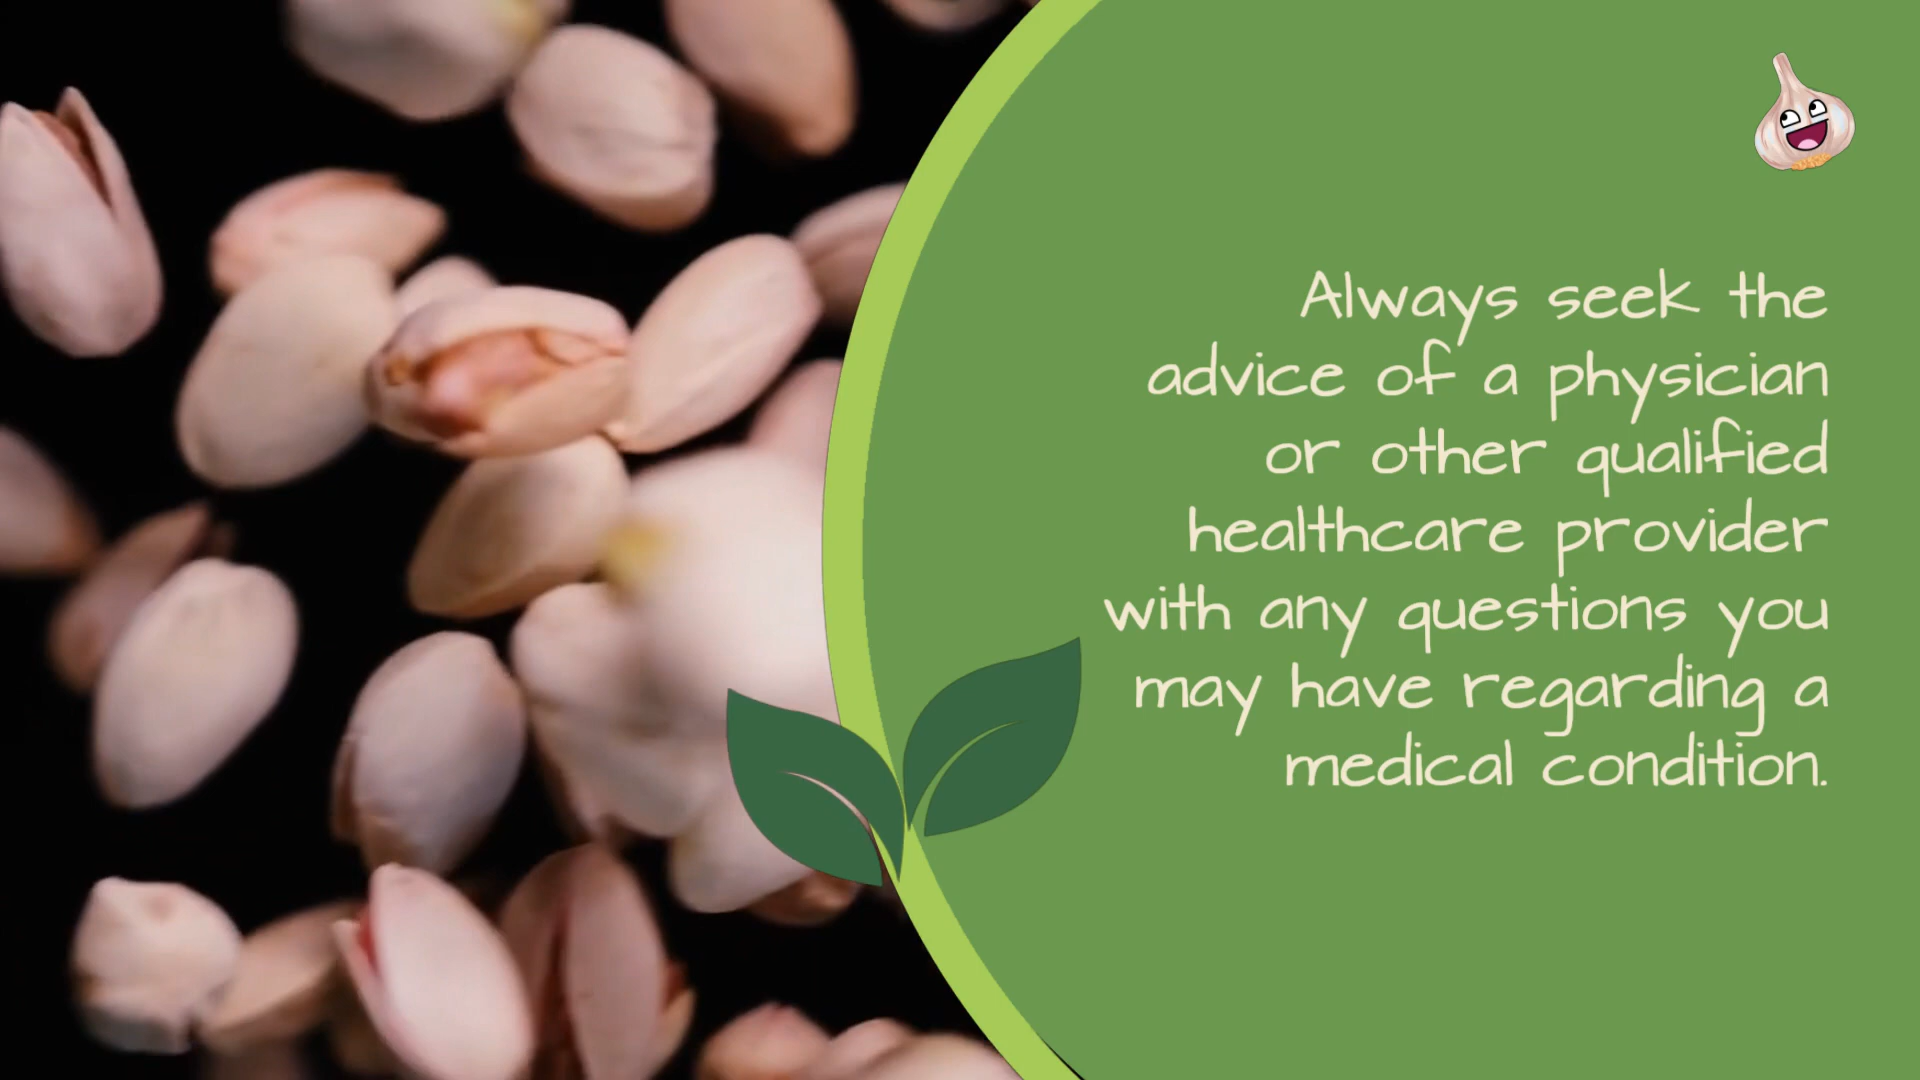 Always seek the
advice of a physician
or other qualified
healthcare provider
with any questions you
may have regarding a
medical condition.